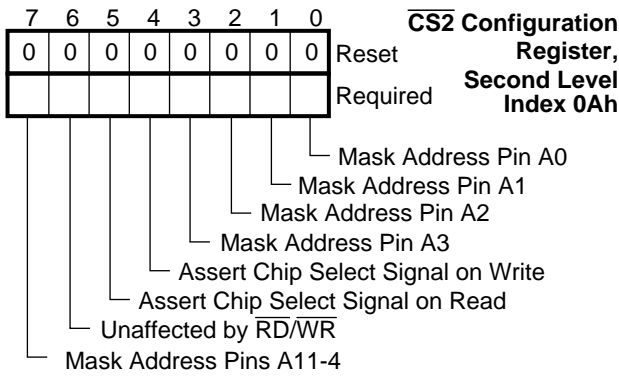 7 6 5 4 3 2 1 0
CS2 Configuration
Register,
Second Level
Index 0Ah
0 0 0 0 0 0 0 0 Reset
Required
Mask Address Pin A0
Mask Address Pin A1
Mask Address Pin A2
Mask Address Pin A3
Assert Chip Select Signal on Write
Assert Chip Select Signal on Read
Unaffected by RD/WR
Mask Address Pins A11-4